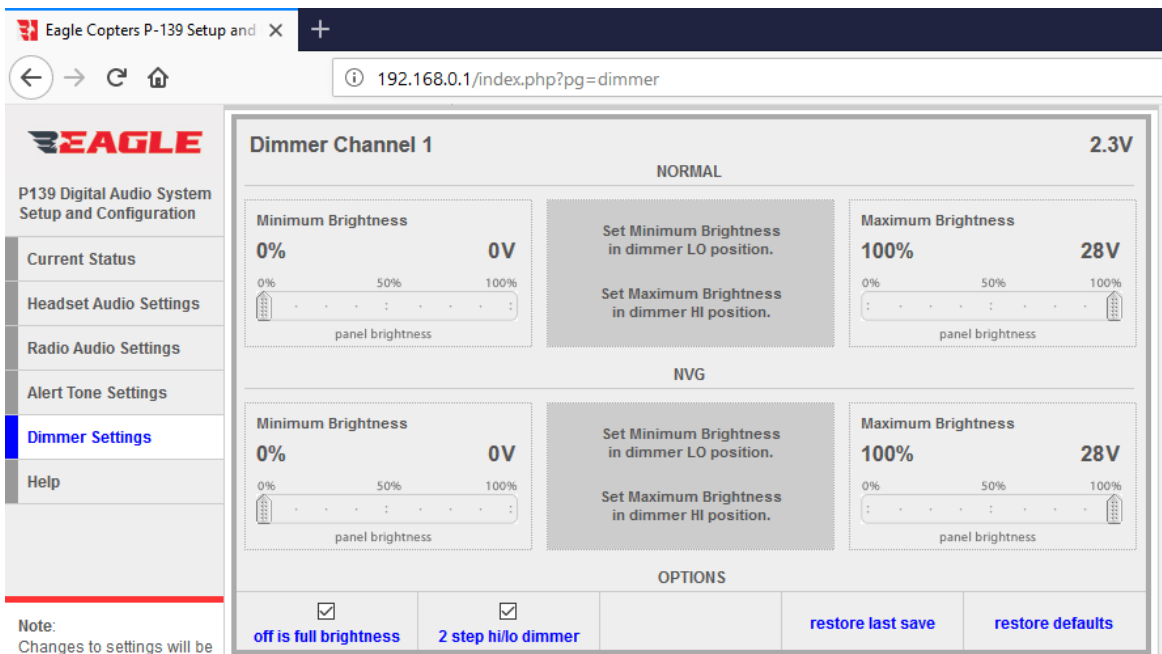 Eagle Copters P-139 Setup and
192.168.0.1/index.php?pg=dimmer
EAGLE
P139 Digital Audio System
Setup and Configuration
Current Status
Headset Audio Settings
Radio Audio Settings
Alert Tone Settings
Dimmer Settings
Help
Note:
Changes to settings will be
Dimmer Channel 1 2.3V
NORMAL
Minimum Brightness
0% 0V
0% 50% 100%
panel brightness
Set Minimum Brightness
in dimmer LO position.
Set Maximum Brightness
in dimmer HI position.
Maximum Brightness
100% 28V
0% 50% 100%
panel brightness
NVG
Minimum Brightness
0% 0V
0% 50% 100%
panel brightness
Set Minimum Brightness
in dimmer LO position.
Set Maximum Brightness
in dimmer HI position.
Maximum Brightness
100% 28V
0% 50% 100%
panel brightness
OPTIONS
off is full brightness
2 step hi/lo dimmer
restore last save
restore defaults